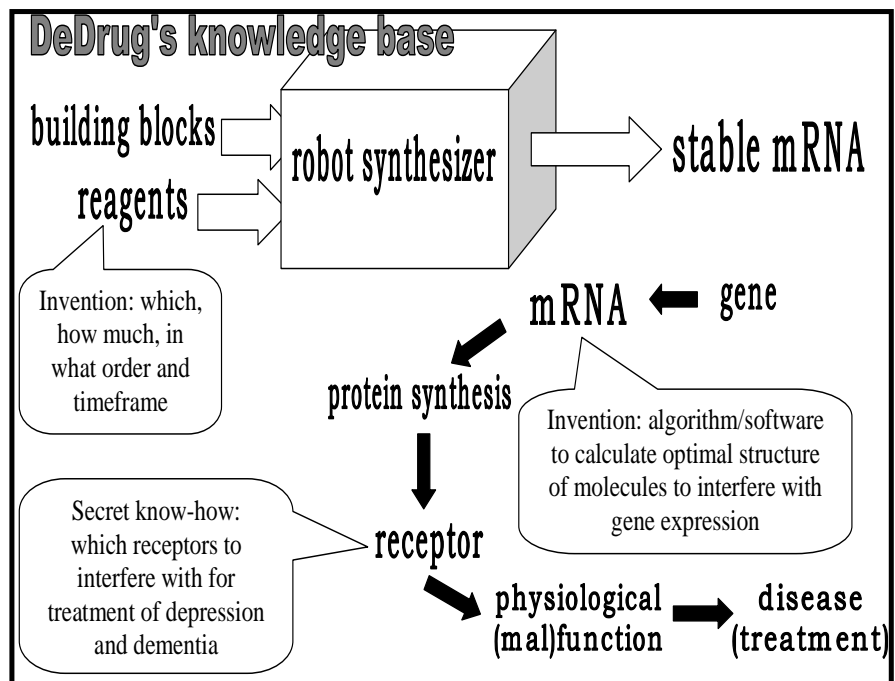 DeDrug's knowledge base
building blocks
reagents
robot synthesizer
stable mRNA
Invention: which,
how much, in
what order and
timeframe
mRNA
gene
protein synthesis
Invention: algorithm/software
to calculate optimal structure
of molecules to interfere with
gene expression
Secret know-how:
which receptors to
interfere with for
treatment of depression
and dementia
receptor
physiological
(mal)function
disease
(treatment)